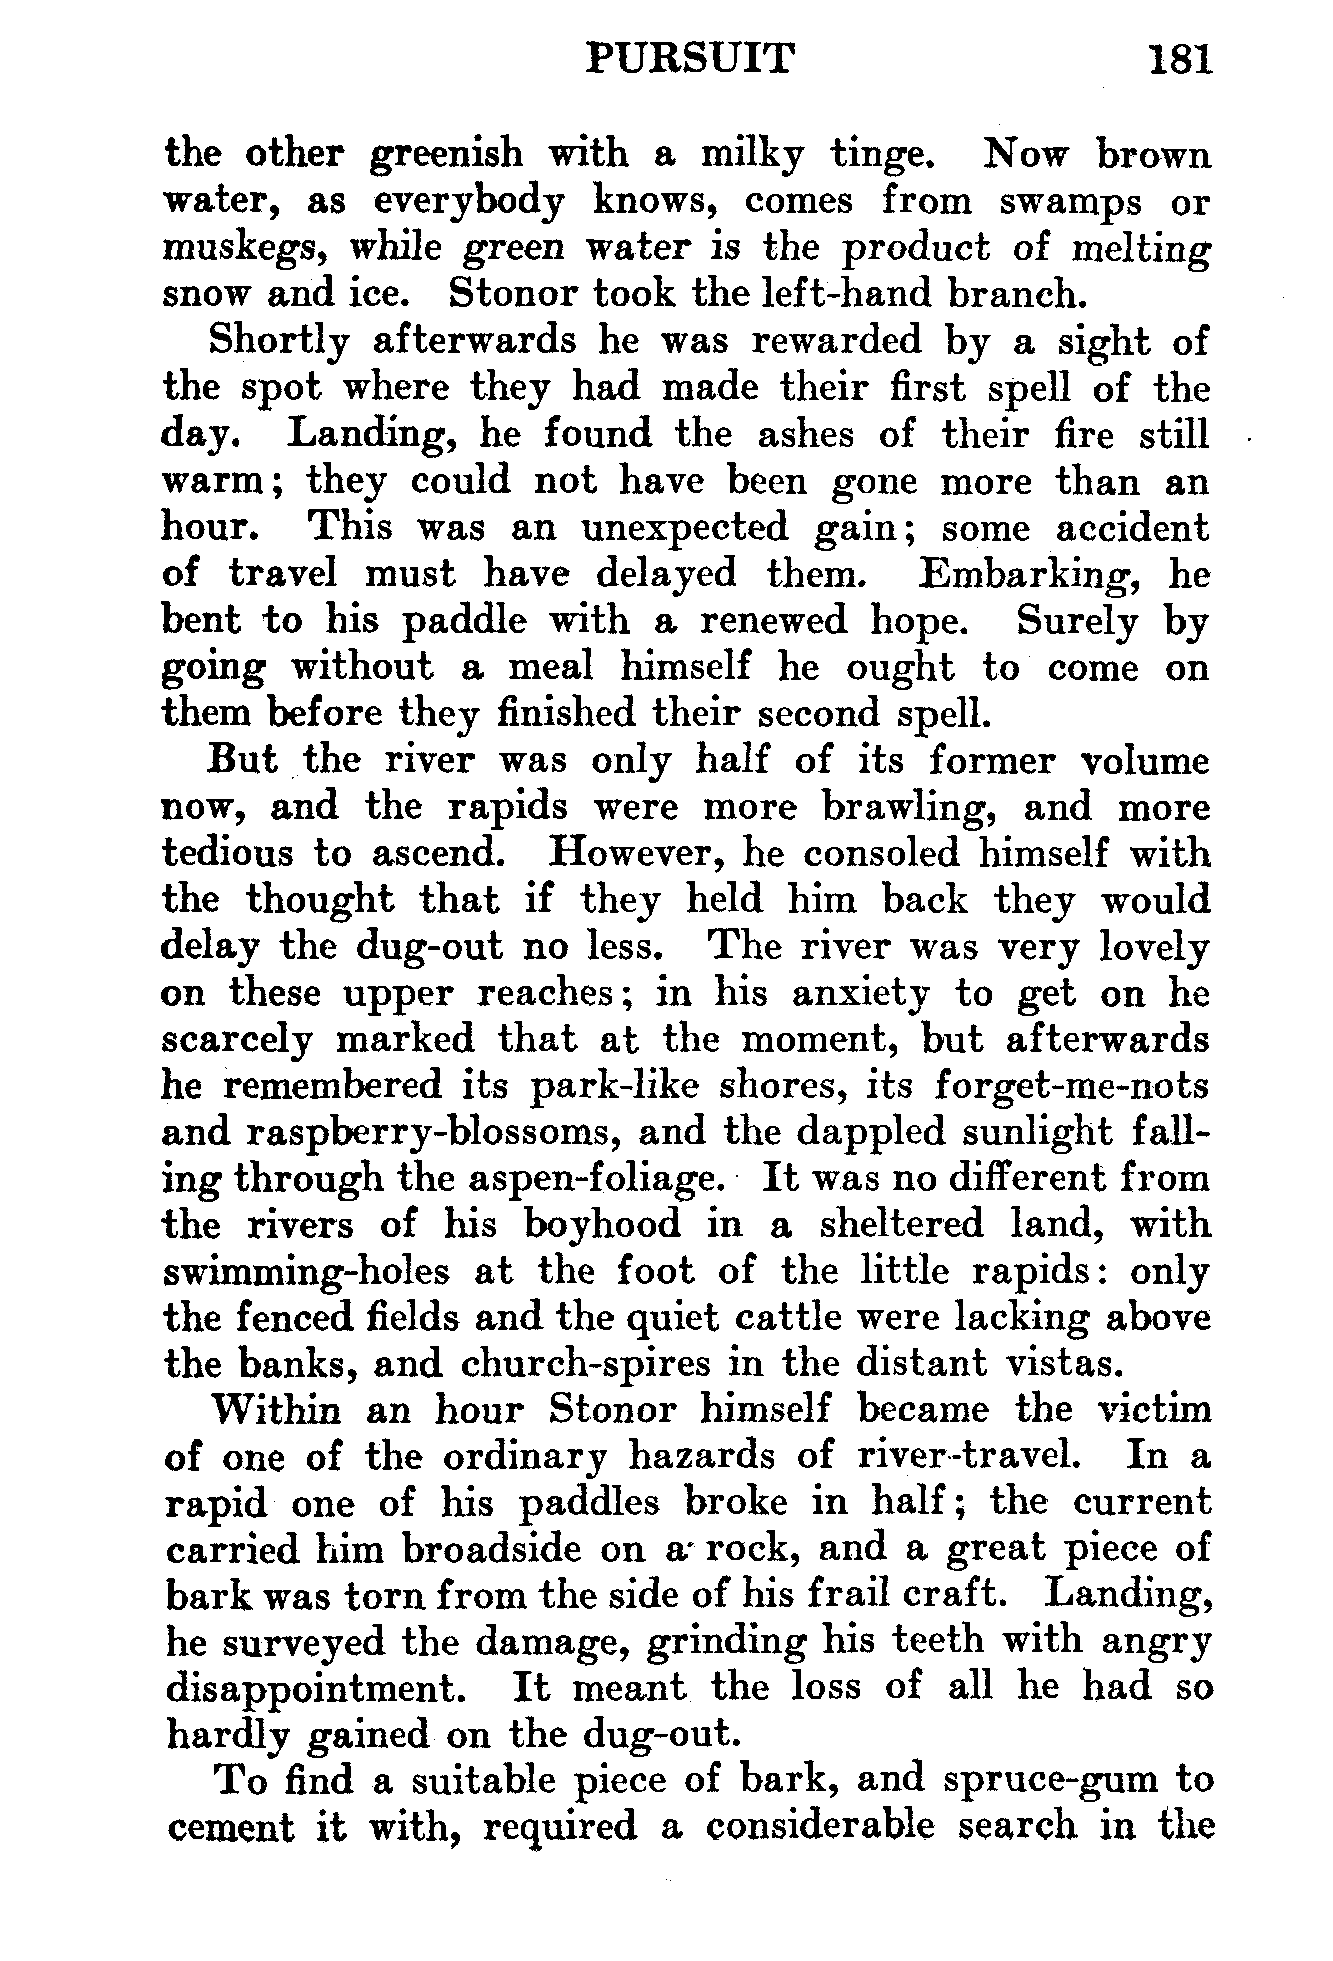 PURSUIT 181
the other greenish with a milky tinge. Now brown
water, as everybody knows, comes from swamps or
muskegs, while green water is the product of melting
snow and ice. Stonor took the left-hand branch.
Shortly afterwards he was rewarded by a sight of
the spot where they had made their first spell of the
day. Landing, he found the ashes of their fire still
warm; they could not have been gone more than an
hour. This was an unexpected gain; some accident
of travel must have delayed them. Embarking, he
bent to his paddle with a renewed hope. Surely by
going without a meal himself he ought to come on
them before they finished their second spell.
But the river was only half of its former volume
now, and the rapids were more brawling, and more
tedious to ascend. However, he consoled himself with
the thought that if they held him back they would
delay the dug-out no less. The river was very lovely
on these upper reaches; in his anxiety to get on he
scarcely marked that at the moment, but afterwards
he remembered its park-like shores, its forget-me-nots
and raspberry-blossoms, and the dappled sunlight fall-
ing through the aspen-foliage. It was no different from
the rivers of his boyhood in a sheltered land, with
swimming-holes at the foot of the little rapids: only
the fenced fields and the quiet cattle were lacking above
the banks, and church-spires in the distant vistas.
Within an hour Stonor himself became the victim
of one of the ordinary hazards of river-travel. In a
rapid one of his paddles broke in half; the current
carried him broadside on a rock, and a great piece of
bark was torn from the side of his frail craft. Landing,
he surveyed the damage, grinding his teeth with angry
disappointment. It meant the loss of all he had so
hardly gained on the dug-out.
To find a suitable piece of bark, and spruce-gum to
cement it with, required a considerable search in the